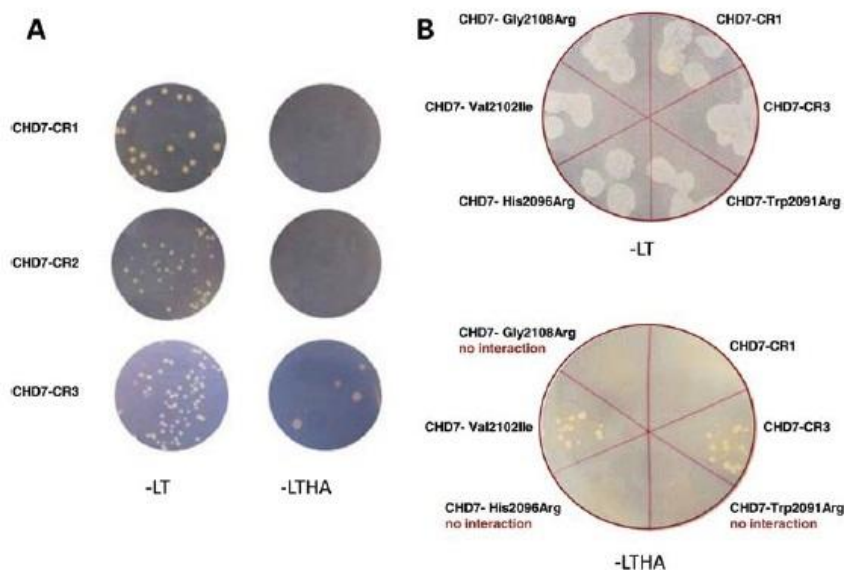 A
CHD7-CR1
CHD7-CR2
CHD7-CR3
-LT
-LTHA
B
CHD7- Gly2108Arg
CHD7-CR1
CHD7- Val2102Ile
CHD7-CR3
CHD7- His2096Arg
CHD7-Trp2091Arg
-LT
CHD7- Gly2108Arg
no interaction
CHD7-CR1
CHD7- Val2102Ile
CHD7-CR3
CHD7- His2096Arg
no interaction
CHD7-Trp2091Arg
no interaction
-LTHA